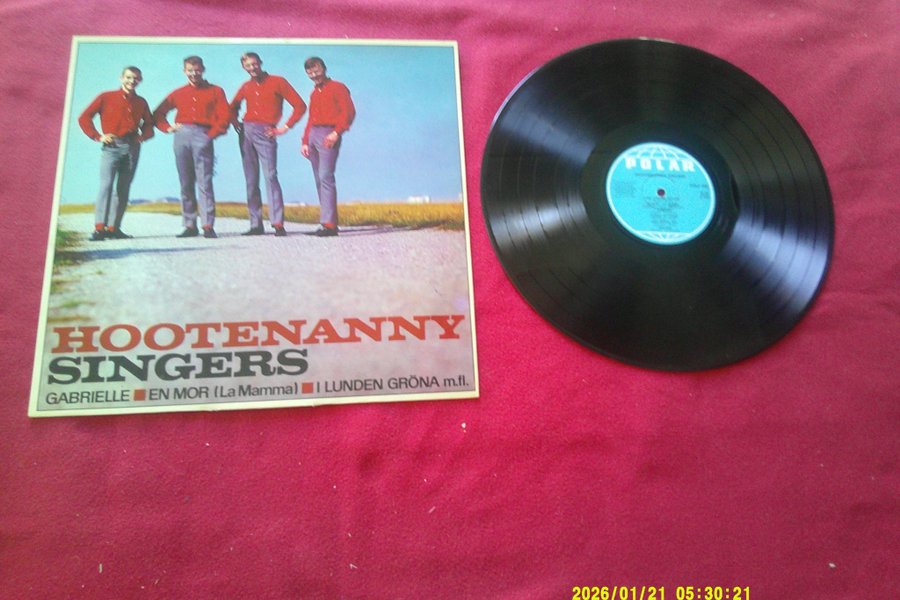 HOOTENANNY
SINGERS
GABRIELLE ■ EN MOR (La Mamma) ■ I LUNDEN GRÖNA m.fl.
POLAR
2026/01/21 05:30:21